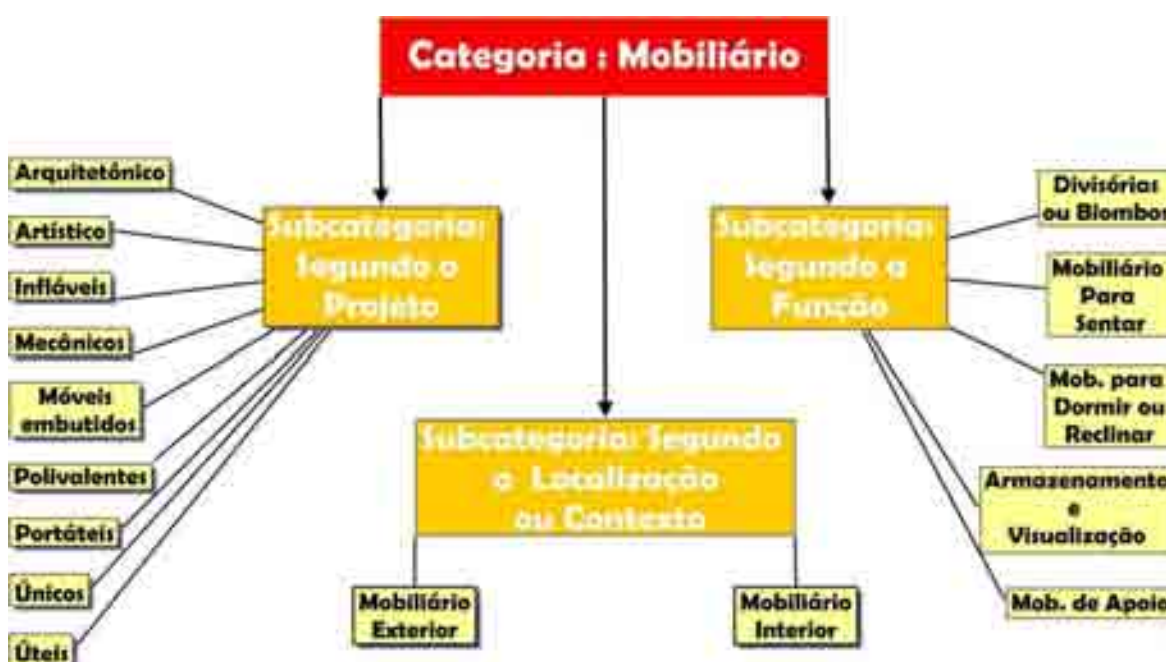 Categoria : Mobiliário
Subcategoria:
Segundo o
Projeto
Arquitetônico
Artístico
Infláveis
Mecânicos
Móveis
embutidos
Polivalentes
Portáteis
Únicos
Úteis
Subcategoria: Segundo
a Localização
ou Contexto
Mobiliário
Exterior
Mobiliário
Interior
Subcategoria:
Segundo a
Função
Divisórias
ou Biombos
Mobiliário
Para
Sentar
Mob. para
Dormir ou
Reclinar
Armazenamento
e
Visualização
Mob. de Apoio